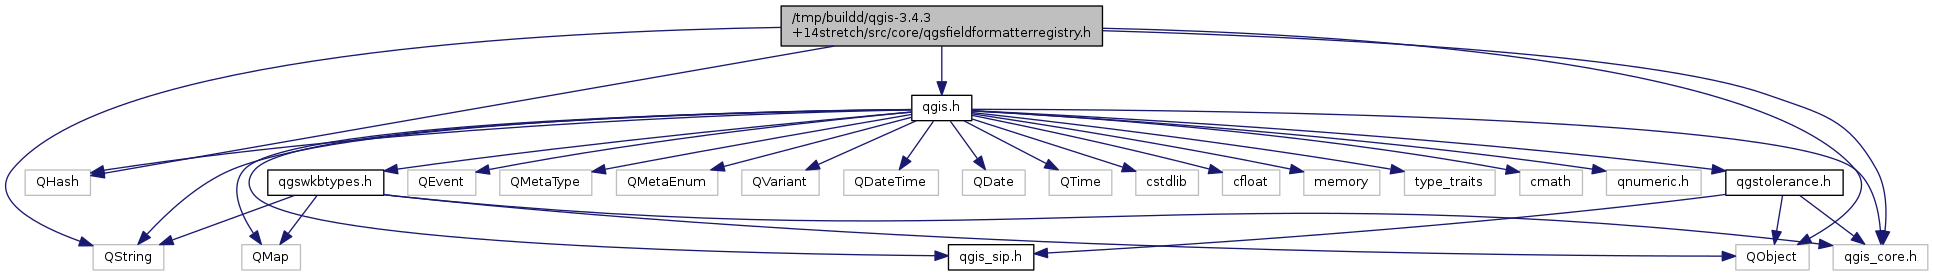 /tmp/buildd/qgis-3.4.3
+14stretch/src/core/qgsfieldformatterregistry.h
qgis.h
QHash
qgswkbtypes.h
QEvent
QMetaType
QMetaEnum
QVariant
QDateTime
QDate
QTime
cstdlib
cfloat
memory
type_traits
cmath
qnumeric.h
qgstolerance.h
QString
QMap
qgis_sip.h
QObject
qgis_core.h